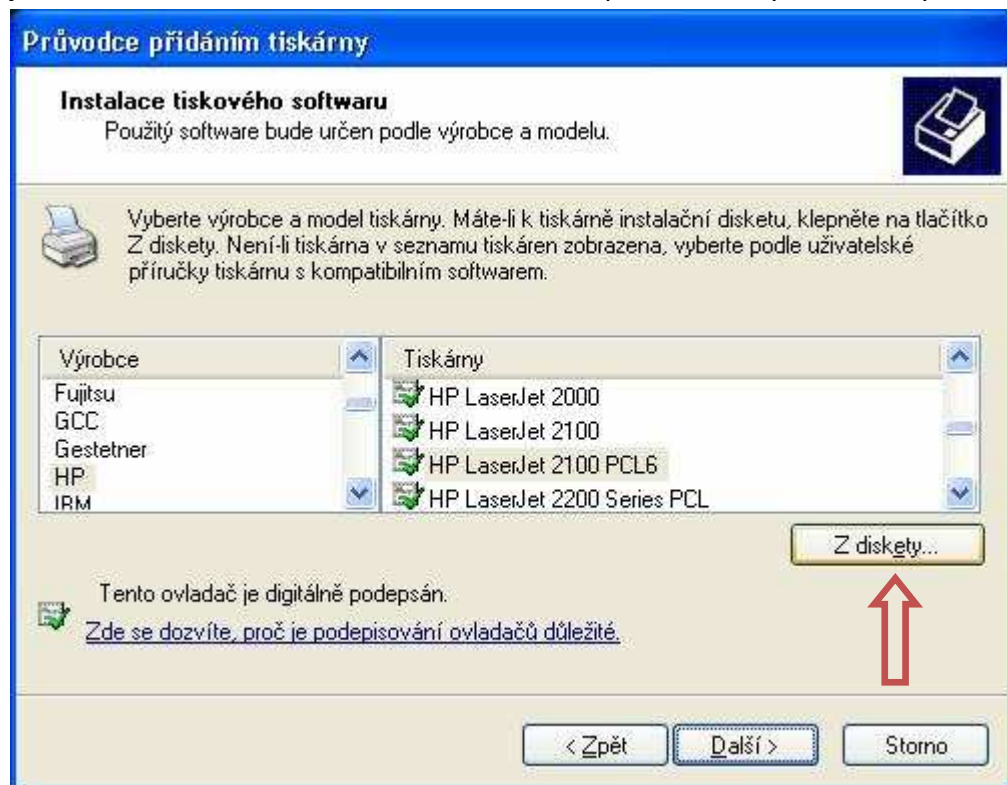 Průvodce přidáním tiskárny
Instalace tiskového softwaru
Použitý software bude určen podle výrobce a modelu.
Vyberte výrobce a model tiskárny. Máte-li k tiskárně instalační disketu, klepněte na tlačítko
Z diskety. Není-li tiskárna v seznamu tiskáren zobrazena, vyberte podle uživatelské
příručky tiskárnu s kompatibilním softwarem.
Výrobce
Fujitsu
GCC
Gestetner
HP
IBM
Tiskárny
HP LaserJet 2000
HP LaserJet 2100
HP LaserJet 2100 PCL6
HP LaserJet 2200 Series PCL
Z diskety...
Tento ovladač je digitálně podepsán.
Zde se dozvíte, proč je podepisování ovladačů důležité.
< Zpět
Další >
Storno